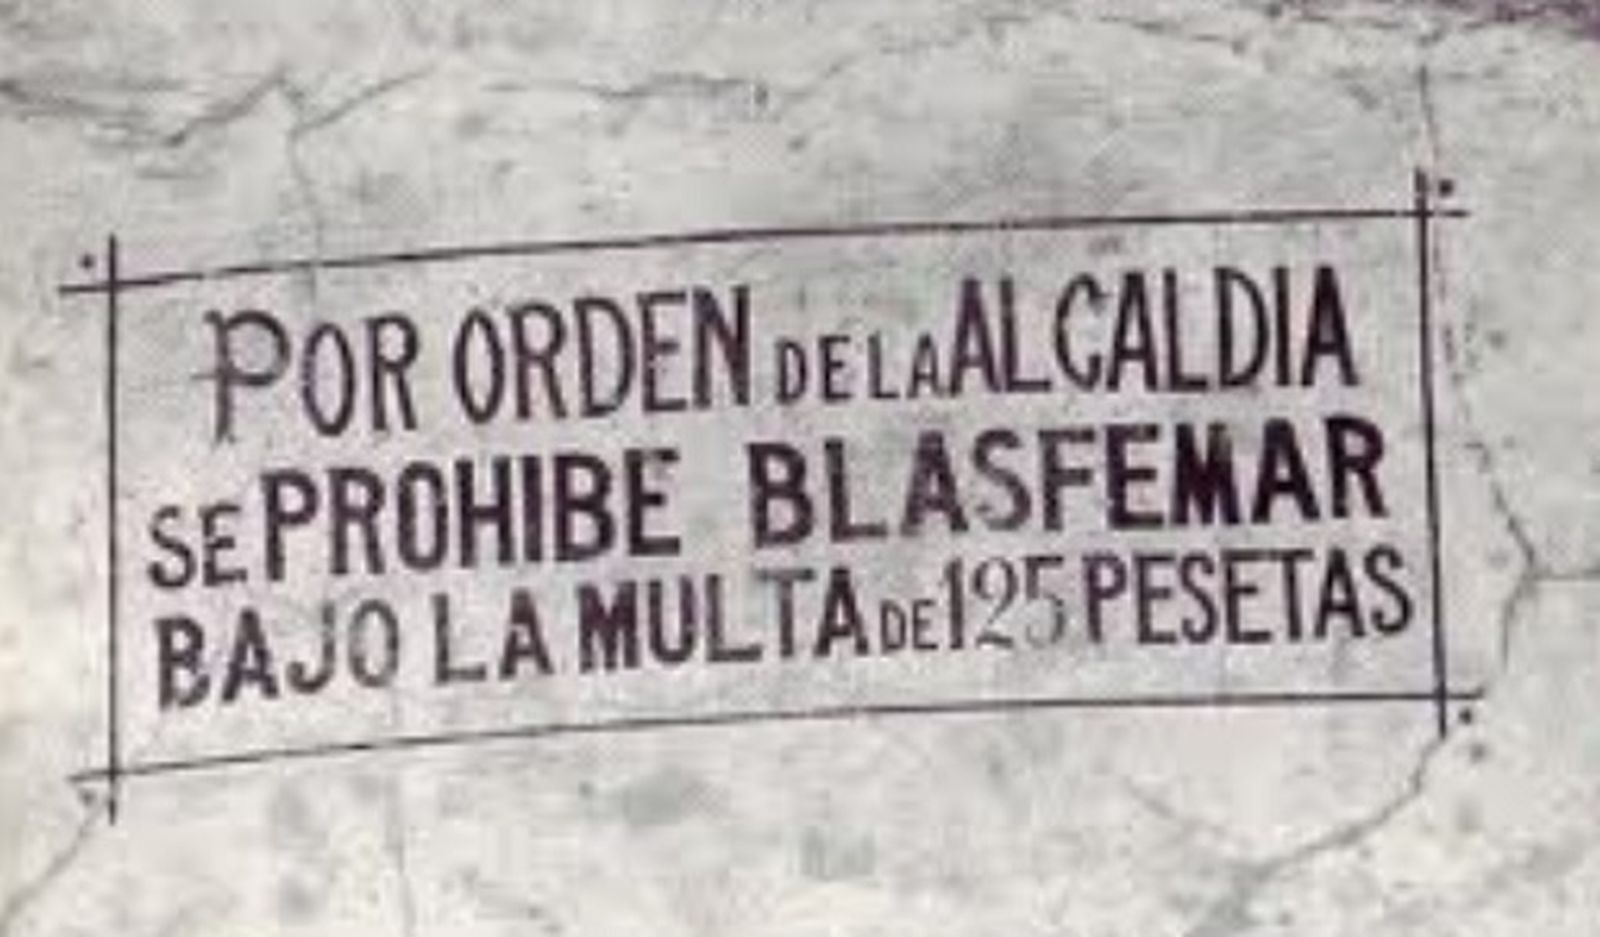 POR ORDEN DE LA ALCALDIA
SE PROHIBE BLASFEMAR
BAJO LA MULTA DE 125 PESETAS